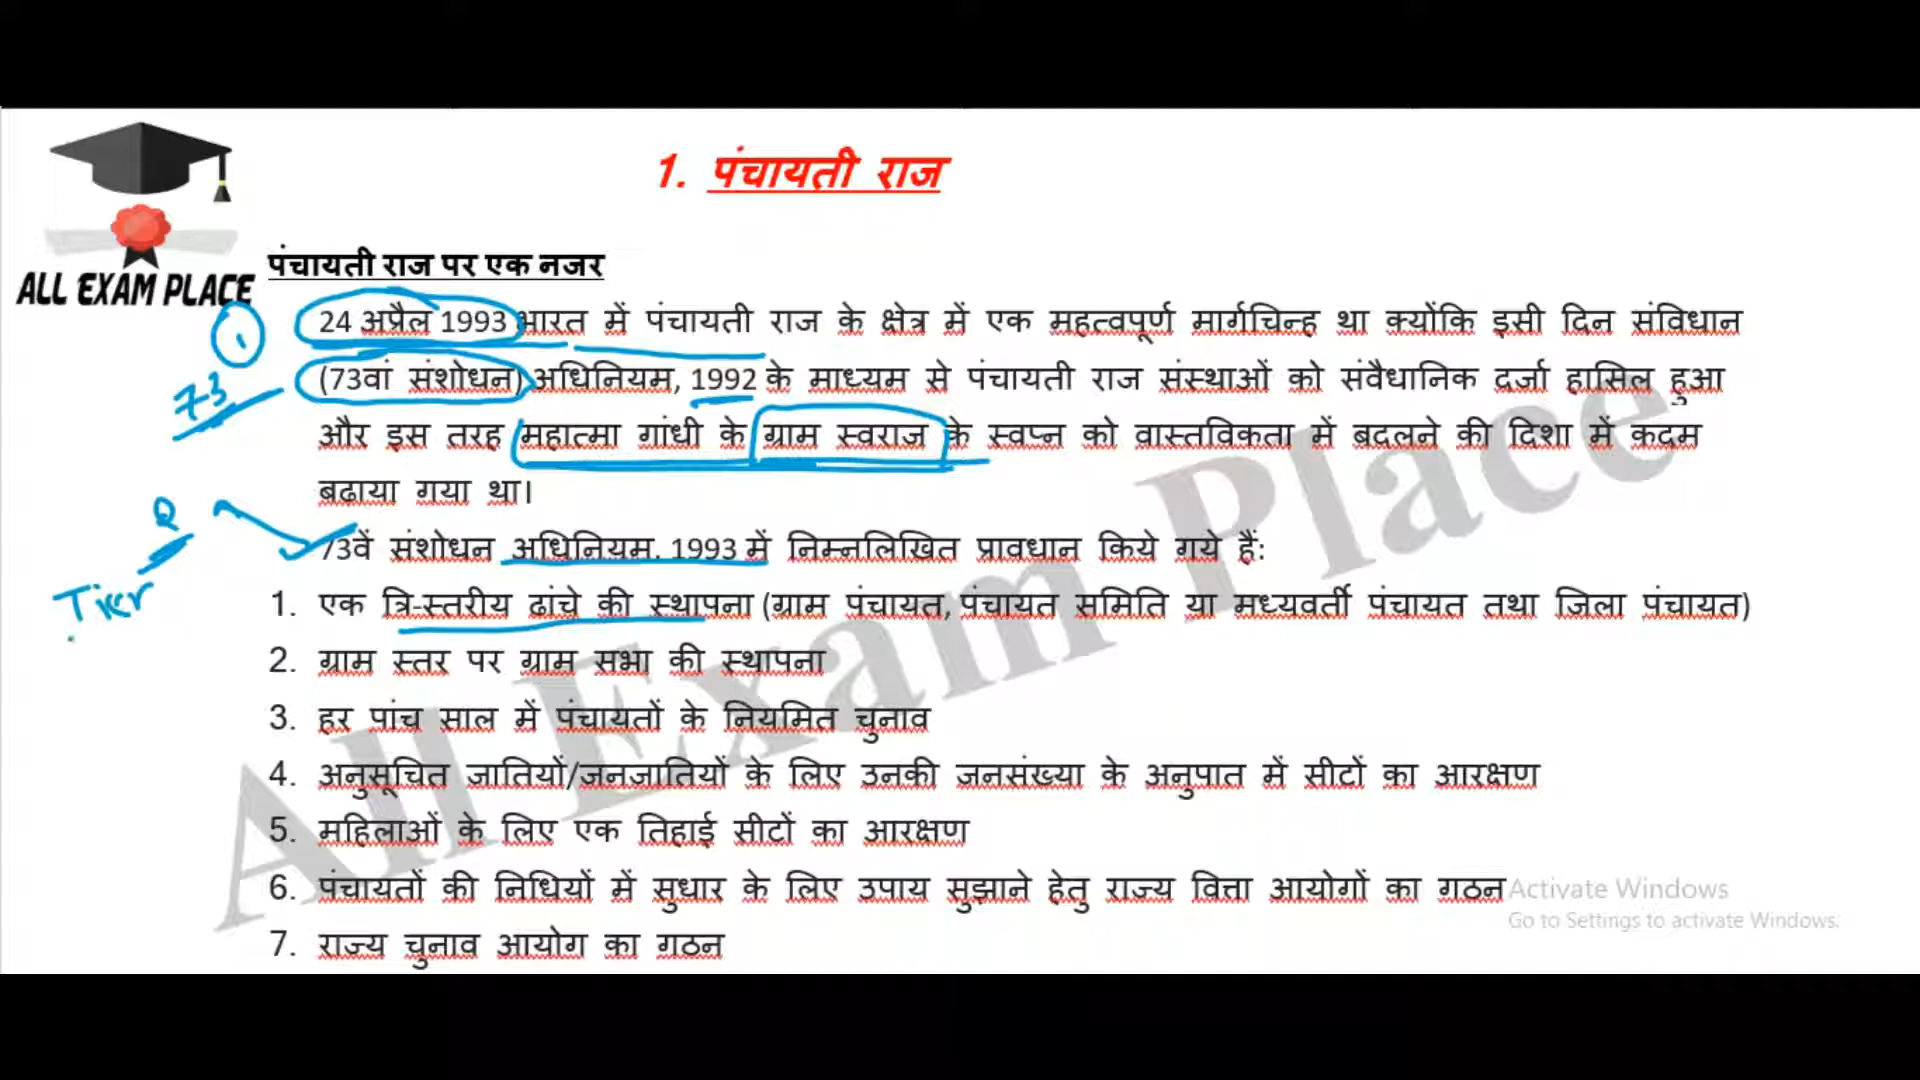 1. पंचायती राज
ALL EXAM PLACE
पंचायती राज पर एक नजर
1
24 अप्रैल 1993 भारत में पंचायती राज के क्षेत्र में एक महत्वपूर्ण मार्गचिन्ह था क्योंकि इसी दिन संविधान
73
(73वां संशोधन) अधिनियम, 1992 के माध्यम से पंचायती राज संस्थाओं को संवैधानिक दर्जा हासिल हुआ
और इस तरह महात्मा गांधी के ग्राम स्वराज के स्वप्न को वास्तविकता में बदलने की दिशा में कदम
बढाया गया था।
73वें संशोधन अधिनियम. 1993 में निम्नलिखित प्रावधान किये गये हैं:
Tier
1. एक त्रि-स्तरीय ढांचे की स्थापना (ग्राम पंचायत, पंचायत समिति या मध्यवर्ती पंचायत तथा जिला पंचायत)
2. ग्राम स्तर पर ग्राम सभा की स्थापना
3. हर पांच साल में पंचायतों के नियमित चुनाव
4. अनुसूचित जातियों/जनजातियों के लिए उनकी जनसंख्या के अनुपात में सीटों का आरक्षण
5. महिलाओं के लिए एक तिहाई सीटों का आरक्षण
6. पंचायतों की निधियों में सुधार के लिए उपाय सुझाने हेतु राज्य वित्ता आयोगों का गठन
7. राज्य चुनाव आयोग का गठन
All Exam Place
Activate Windows
Go to Settings to activate Windows.